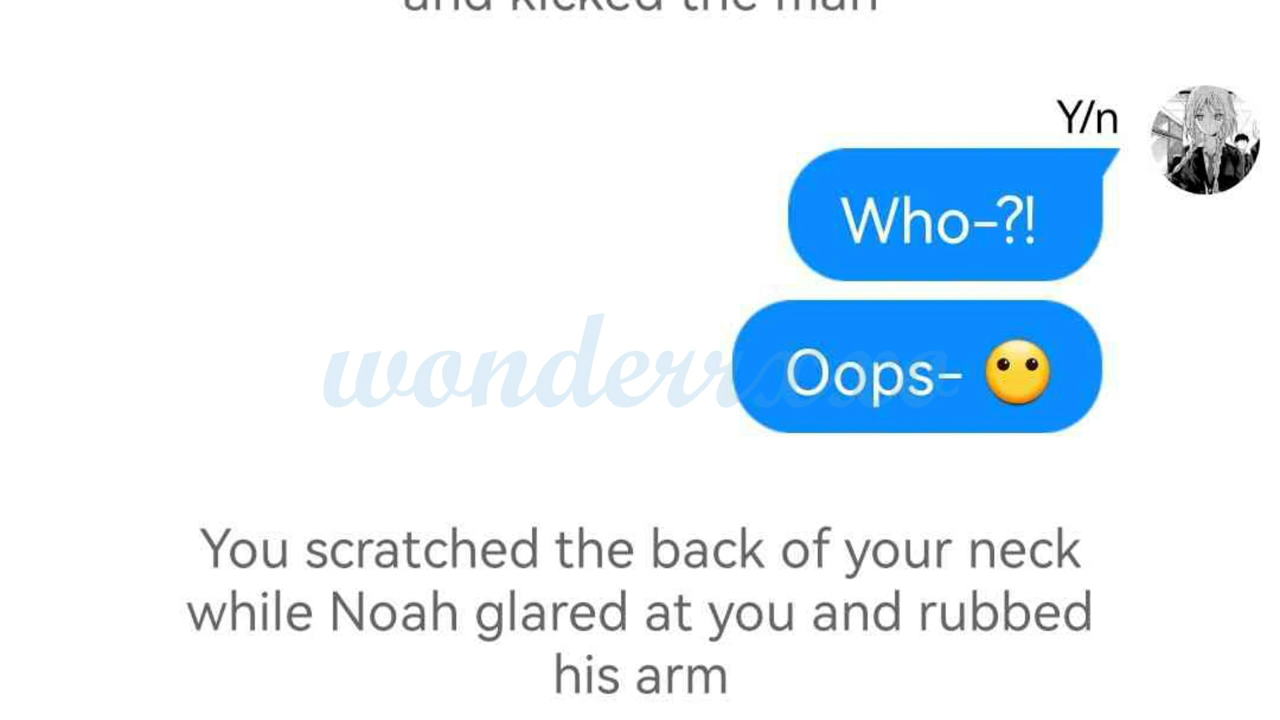 and kicked the man
Y/n
Who-?!
Oops- 😶
You scratched the back of your neck
while Noah glared at you and rubbed
his arm